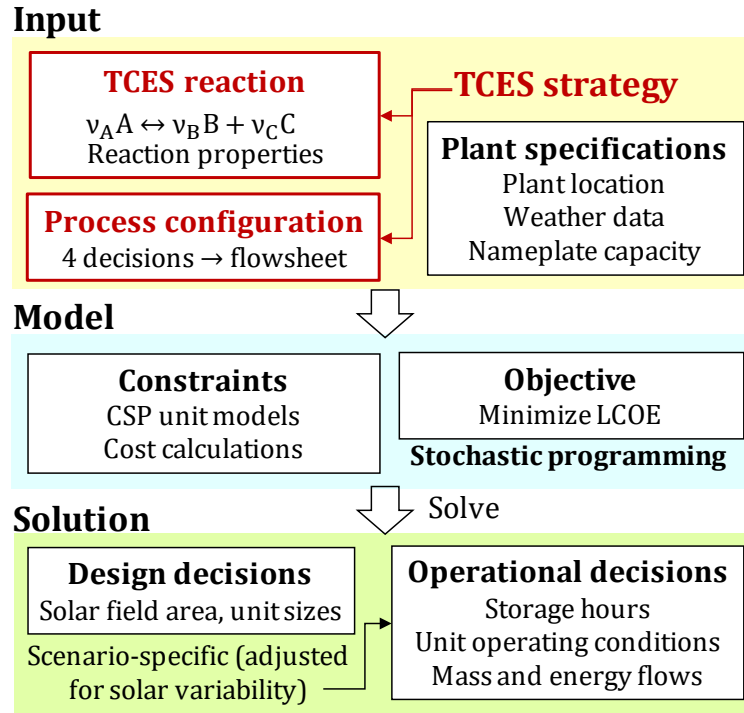 Input
TCES reaction
ν_A A ↔ ν_B B + ν_C C
Reaction properties
Process configuration
4 decisions → flowsheet
TCES strategy
Plant specifications
Plant location
Weather data
Nameplate capacity
Model
Constraints
CSP unit models
Cost calculations
Objective
Minimize LCOE
Stochastic programming
Solve
Solution
Design decisions
Solar field area, unit sizes
Scenario-specific (adjusted
for solar variability)
Operational decisions
Storage hours
Unit operating conditions
Mass and energy flows